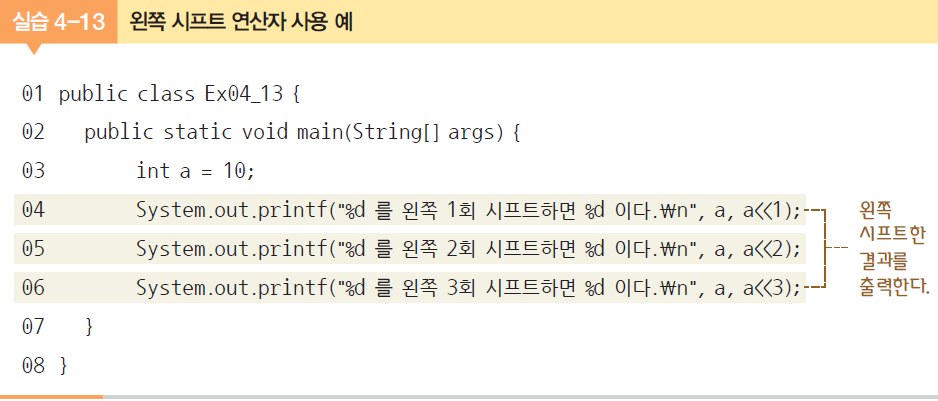 실습 4-13 왼쪽 시프트 연산자 사용 예
01 public class Ex04_13 {
02 public static void main(String[] args) {
03 int a = 10;
04 System.out.printf("%d 를 왼쪽 1회 시프트하면 %d 이다.₩n", a, a<<1);
05 System.out.printf("%d 를 왼쪽 2회 시프트하면 %d 이다.₩n", a, a<<2);
06 System.out.printf("%d 를 왼쪽 3회 시프트하면 %d 이다.₩n", a, a<<3);
왼쪽
시프트한
결과를
출력한다.
07 }
08 }